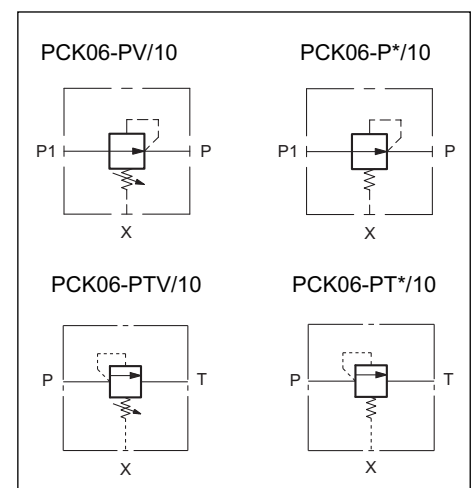 PCK06-PV/10 PCK06-P*/10
P1 P P1 P
X X
PCK06-PTV/10 PCK06-PT*/10
P T P T
X X